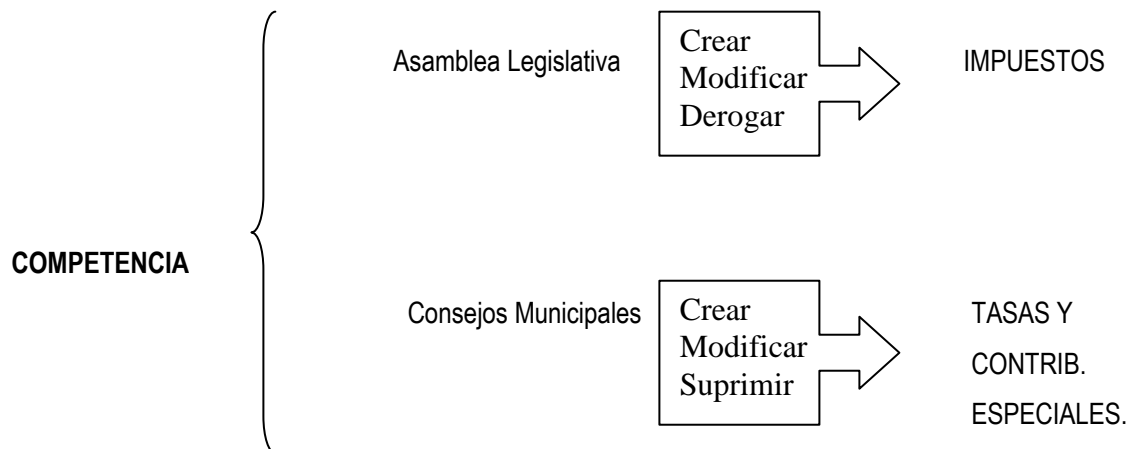 Asamblea Legislativa
Crear
Modificar
Derogar
IMPUESTOS
COMPETENCIA
Consejos Municipales
Crear
Modificar
Suprimir
TASAS Y
CONTRIB.
ESPECIALES.